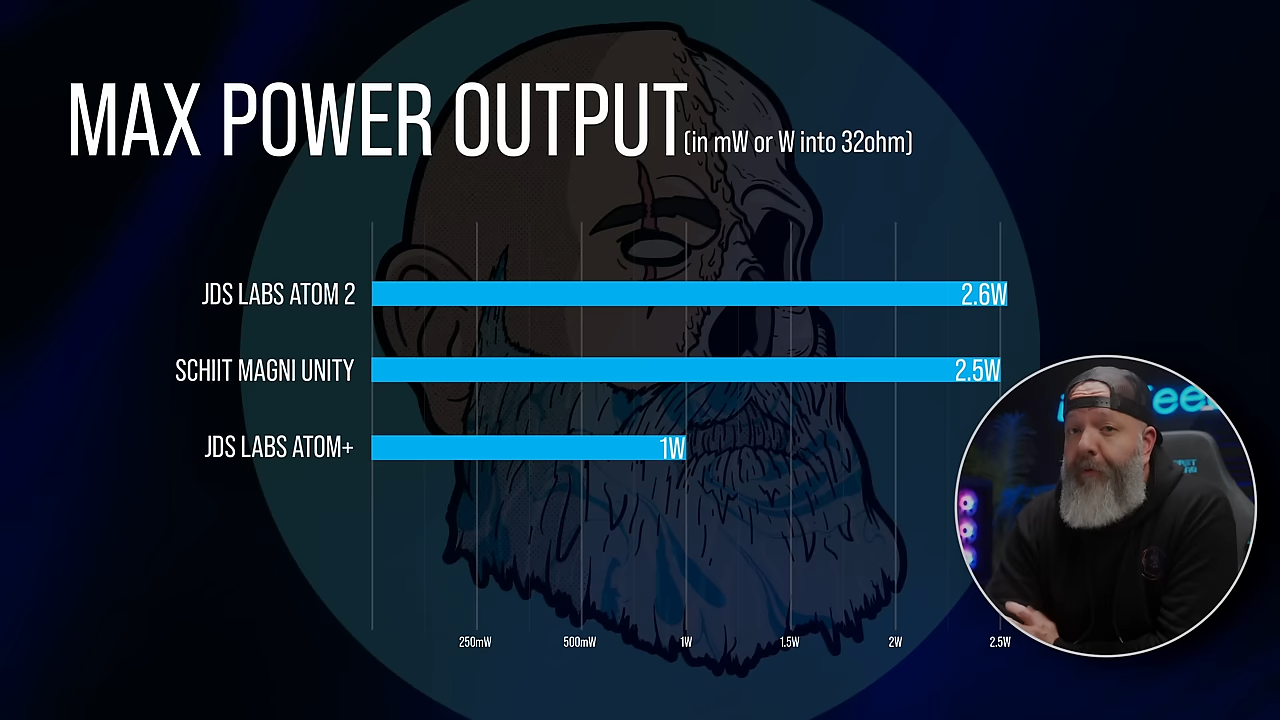 MAX POWER OUTPUT (in mW or W into 32ohm)
JDS LABS ATOM 2
2.6W
SCHIIT MAGNI UNITY
2.5W
JDS LABS ATOM+
1W
250mW 500mW 1W 1.5W 2W 2.5W